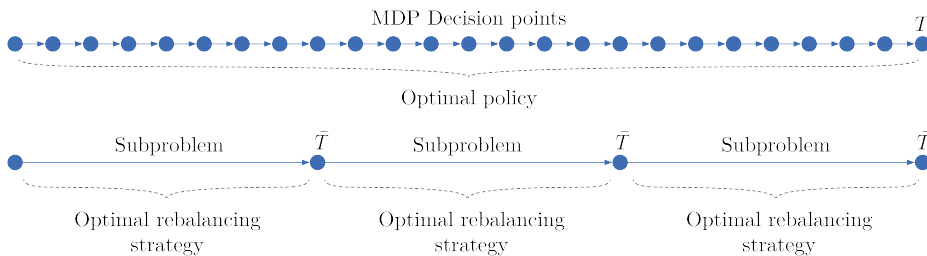 MDP Decision points
T
Optimal policy
Subproblem T̄ Subproblem T̄ Subproblem T̄
Optimal rebalancing Optimal rebalancing Optimal rebalancing
strategy strategy strategy